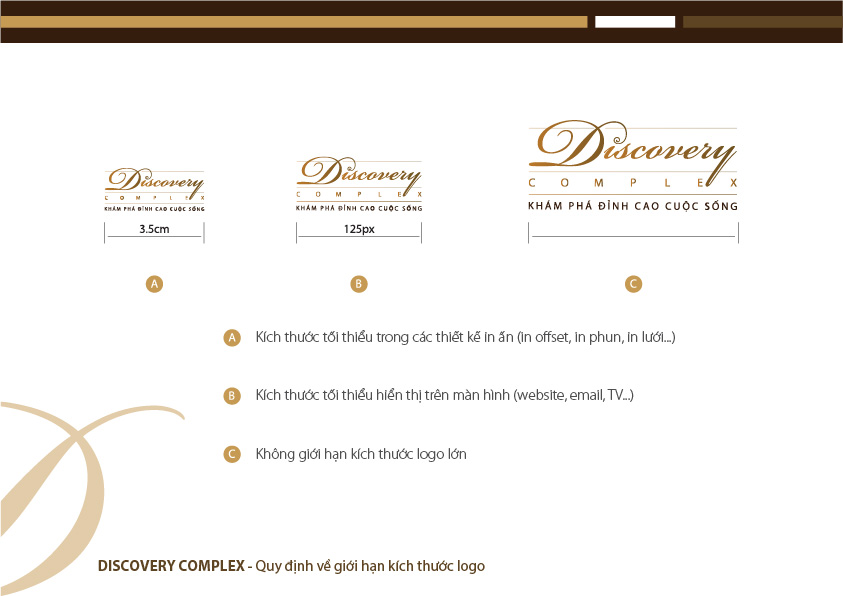 Discovery
COMPLEX
KHÁM PHÁ ĐỈNH CAO CUỘC SỐNG
3.5cm
A
Discovery
COMPLEX
KHÁM PHÁ ĐỈNH CAO CUỘC SỐNG
125px
B
Discovery
COMPLEX
KHÁM PHÁ ĐỈNH CAO CUỘC SỐNG
C
A Kích thước tối thiểu trong các thiết kế in ấn (in offset, in phun, in lưới...)
B Kích thước tối thiểu hiển thị trên màn hình (website, email, TV...)
C Không giới hạn kích thước logo lớn
DISCOVERY COMPLEX - Quy định về giới hạn kích thước logo